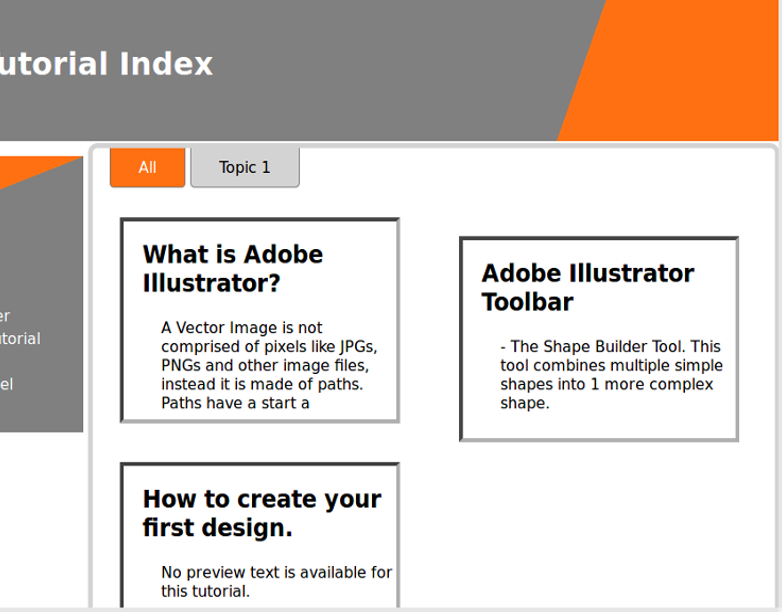 utorial Index
All
Topic 1
er
utorial
el
What is Adobe
Illustrator?
A Vector Image is not
comprised of pixels like JPGs,
PNGs and other image files,
instead it is made of paths.
Paths have a start a
Adobe Illustrator
Toolbar
- The Shape Builder Tool. This
tool combines multiple simple
shapes into 1 more complex
shape.
How to create your
first design.
No preview text is available for
this tutorial.